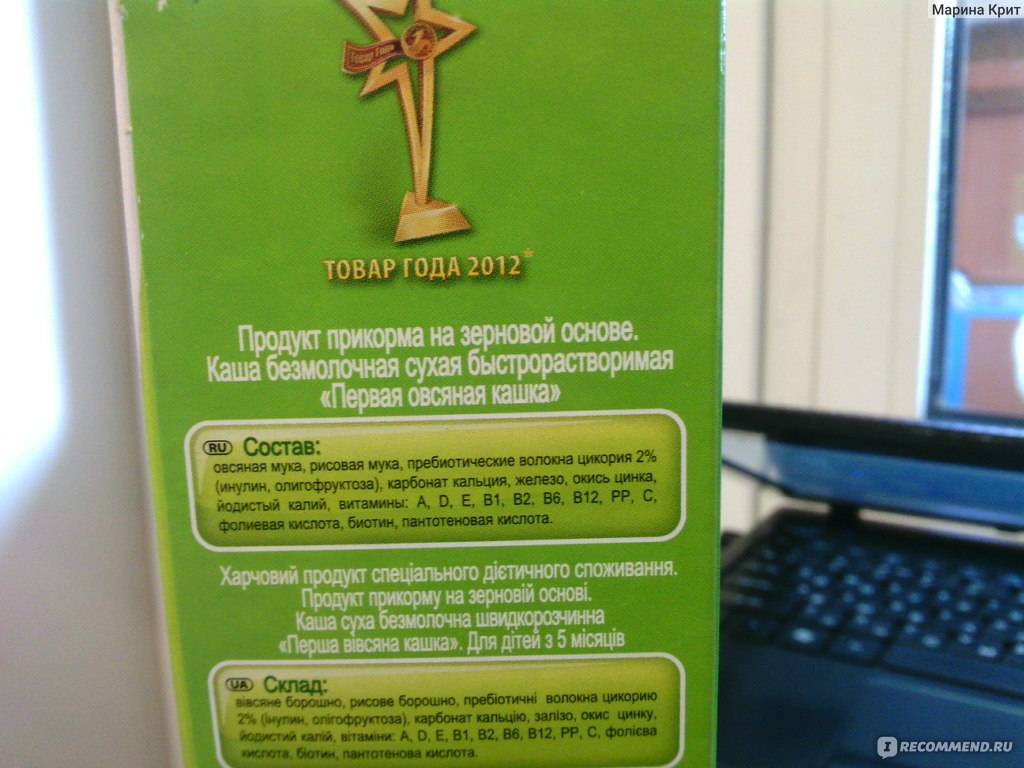 Марина Крит
Товар Года
ТОВАР ГОДА 2012*
Продукт прикорма на зерновой основе.
Каша безмолочная сухая быстрорастворимая
«Первая овсяная кашка»
RU Состав:
овсяная мука, рисовая мука, пребиотические волокна цикория 2%
(инулин, олигофруктоза), карбонат кальция, железо, окись цинка,
йодистый калий, витамины: А, D, E, B1, B2, B6, B12, PP, C,
фолиевая кислота, биотин, пантотеновая кислота.
Харчовий продукт спеціального дієтичного споживання.
Продукт прикорму на зерновій основі.
Каша суха безмолочна швидкорозчинна
«Перша вівсяна кашка». Для дітей з 5 місяців
UA Склад:
вівсяне борошно, рисове борошно, пребіотичні волокна цикорию
2% (інулин, олігофруктоза), карбонат кальцію, залізо, окис цинку,
йодистий калій, вітаміни: А, D, E, B1, B2, B6, B12, PP, C, фолієва
кислота, біотин, пантотенова кислота.
IRECOMMEND.RU